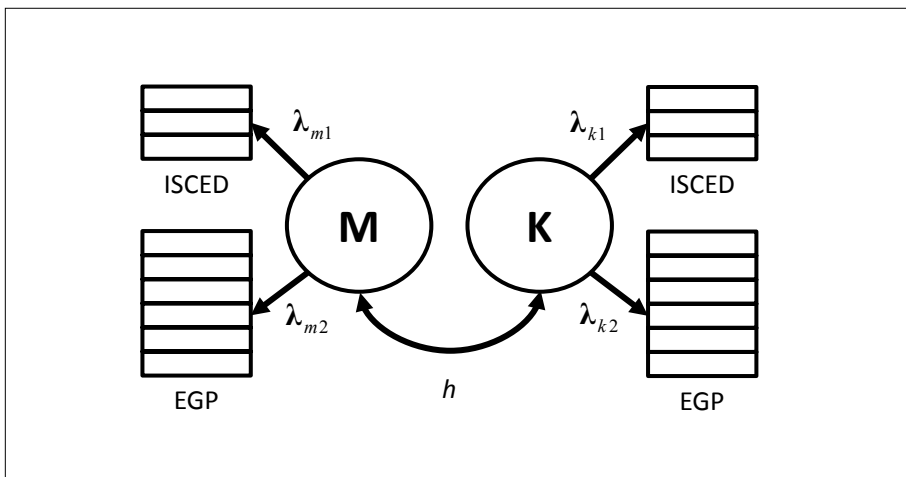 λm1
λk1
ISCED
ISCED
M
K
λm2
λk2
EGP
h
EGP